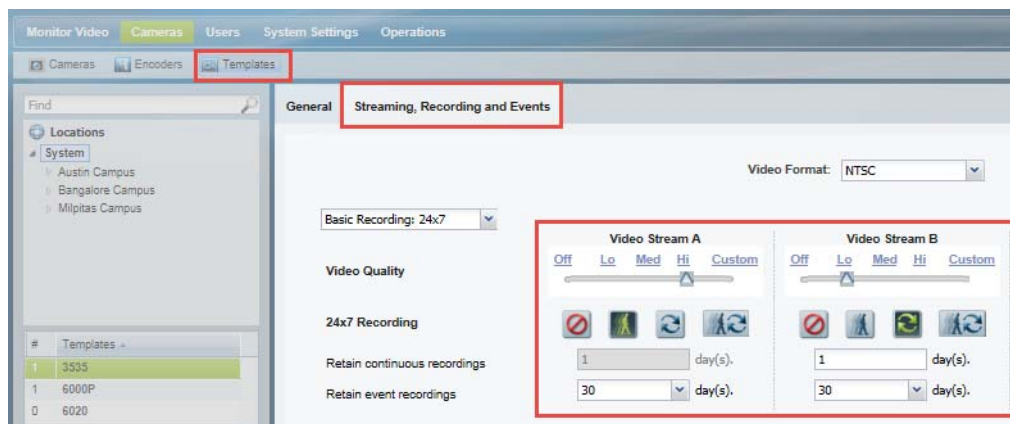 Monitor Video Cameras Users System Settings Operations
Cameras Encoders Templates
Find
General Streaming, Recording and Events
Locations
System
Austin Campus
Bangalore Campus
Milpitas Campus
Video Format: NTSC
Basic Recording: 24x7
Video Stream A Video Stream B
Video Quality
Off Lo Med Hi Custom Off Lo Med Hi Custom
24x7 Recording
Retain continuous recordings 1 day(s). 1 day(s).
Retain event recordings 30 day(s). 30 day(s).
# Templates
1 3535
1 6000P
0 6020